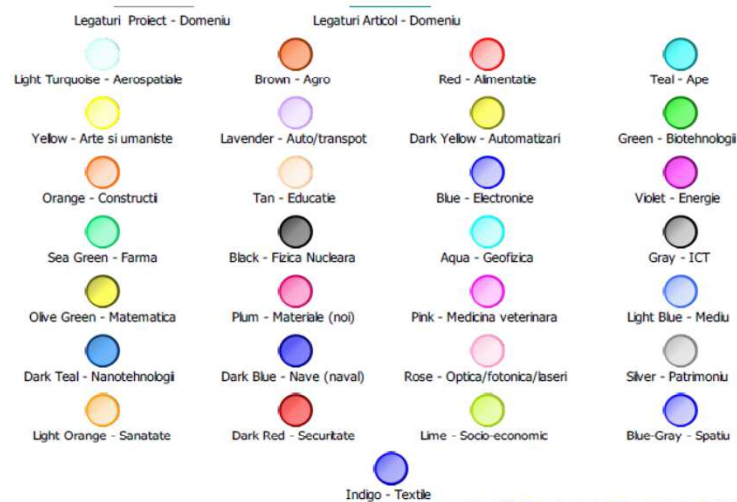 Legaturi Proiect - Domeniu
Legaturi Articol - Domeniu
Light Turquoise - Aerospatiale
Brown - Agro
Red - Alimentatie
Teal - Ape
Yellow - Arte si umaniste
Lavender - Auto/transpot
Dark Yellow - Automatizari
Green - Biotehnologii
Orange - Constructii
Tan - Educatie
Blue - Electronice
Violet - Energie
Sea Green - Farma
Black - Fizica Nucleara
Aqua - Geofizica
Gray - ICT
Olive Green - Matematica
Plum - Materiale (noi)
Pink - Medicina veterinara
Light Blue - Mediu
Dark Teal - Nanotehnologii
Dark Blue - Nave (naval)
Rose - Optica/fotonica/laseri
Silver - Patrimoniu
Light Orange - Sanatate
Dark Red - Securitate
Lime - Socio-economic
Blue-Gray - Spatiu
Indigo - Textile